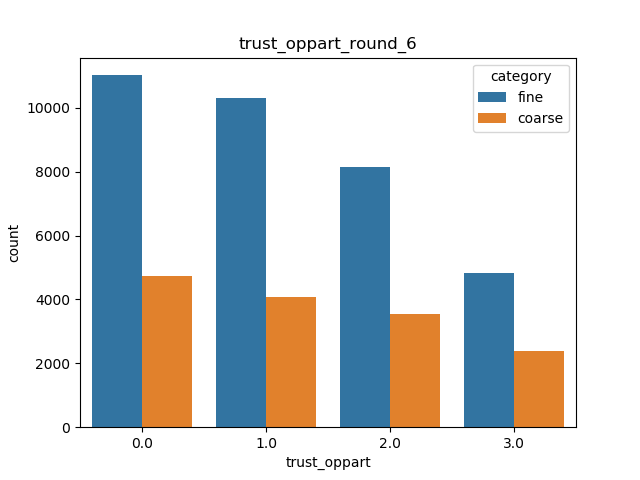 trust_oppart_round_6
category
fine
coarse
count
10000
8000
6000
4000
2000
0
0.0 1.0 2.0 3.0
trust_oppart